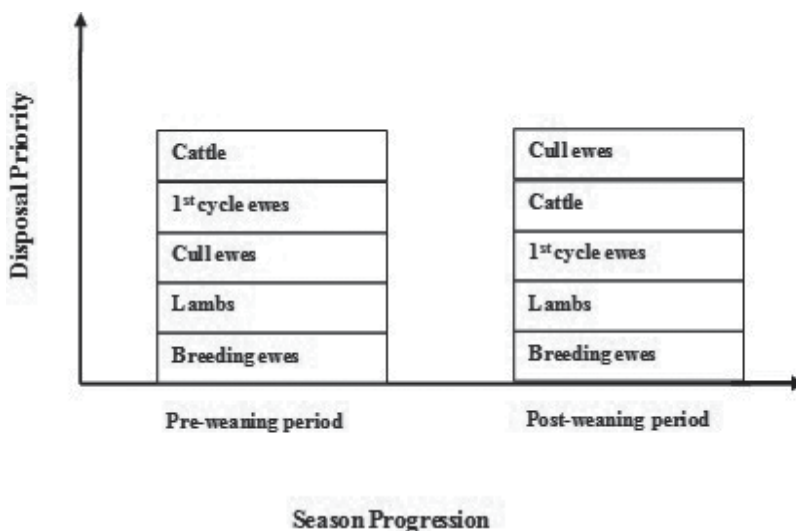 Disposal Priority
Cattle
1st cycle ewes
Cull ewes
Lambs
Breeding ewes
Cull ewes
Cattle
1st cycle ewes
Lambs
Breeding ewes
Pre-weaning period
Post-weaning period
Season Progression